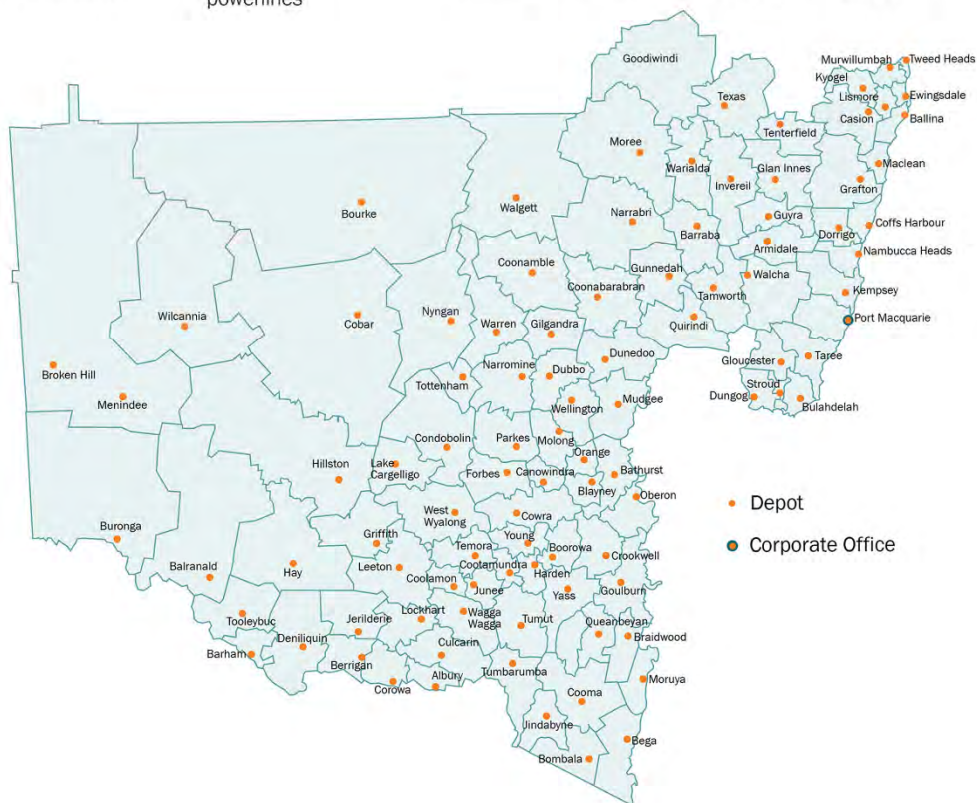 powerlines
Goodiwindi
Murwillumbah
Tweed Heads
Kyogel
Texas
Lismore
Ewingsdale
Casion
Ballina
Tenterfield
Moree
Warialda
Glan Innes
Maclean
Invereil
Grafton
Bourke
Walgett
Narrabri
Guyra
Coffs Harbour
Barraba
Dorrigo
Armidale
Nambucca Heads
Coonamble
Gunnedah
Walcha
Coonabarabran
Tamworth
Kempsey
Wilcannia
Cobar
Nyngan
Warren
Gilgandra
Quirindi
Port Macquarie
Broken Hill
Dunedoo
Gloucester
Taree
Narromine
Dubbo
Tottenham
Menindee
Stroud
Dungog
Mudgee
Wellington
Bulahdelah
Condobolin
Parkes
Molong
Orange
Hillston
Lake
Cargelligo
Forbes
Canowindra
Bathurst
Blayney
Oberon
Depot
West
Wyalong
Cowra
Buronga
Griffith
Young
Corporate Office
Temora
Boorowa
Crookwell
Balranald
Hay
Leeton
Cootamundra
Harden
Coolamon
Junee
Yass
Goulburn
Lockhart
Wagga
Wagga
Tooleybuc
Jerilderie
Tumut
Queanbeyan
Braidwood
Deniliquin
Culcarin
Barham
Berrigan
Tumbarumba
Albury
Corowa
Moruya
Cooma
Jindabyne
Bega
Bombala